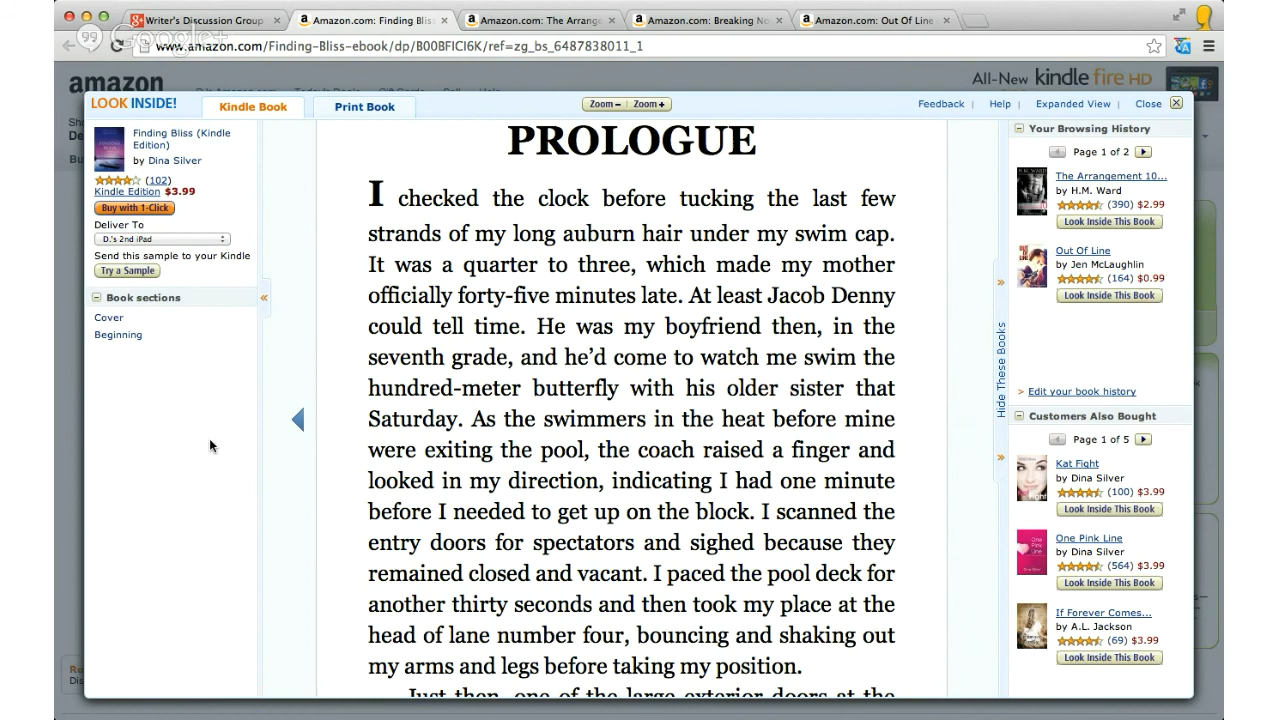 Writer's Discussion Group
Amazon.com: Finding Blis
Amazon.com: The Arrange
Amazon.com: Breaking No
Amazon.com: Out Of Line -
Google+
www.amazon.com/Finding-Bliss-ebook/dp/B00BFICI6K/ref=zg_bs_6487838011_1
amazon
All-New kindle fire HD
LOOK INSIDE!
Kindle Book
Print Book
Zoom –
Zoom +
Feedback | Help | Expanded View | Close
Finding Bliss (Kindle
Edition)
by Dina Silver
(102)
Kindle Edition $3.99
Buy with 1-Click
Deliver To
D.'s 2nd iPad
Send this sample to your Kindle
Try a Sample
Book sections
Cover
Beginning
PROLOGUE
I checked the clock before tucking the last few
strands of my long auburn hair under my swim cap.
It was a quarter to three, which made my mother
officially forty-five minutes late. At least Jacob Denny
could tell time. He was my boyfriend then, in the
seventh grade, and he'd come to watch me swim the
hundred-meter butterfly with his older sister that
Saturday. As the swimmers in the heat before mine
were exiting the pool, the coach raised a finger and
looked in my direction, indicating I had one minute
before I needed to get up on the block. I scanned the
entry doors for spectators and sighed because they
remained closed and vacant. I paced the pool deck for
another thirty seconds and then took my place at the
head of lane number four, bouncing and shaking out
my arms and legs before taking my position.
Just then, one of the large exterior doors at the
Hide These Books
Your Browsing History
Page 1 of 2
The Arrangement 10...
by H.M. Ward
(390) $2.99
Look Inside This Book
Out Of Line
by Jen McLaughlin
(164) $0.99
Look Inside This Book
> Edit your book history
Customers Also Bought
Page 1 of 5
Kat Fight
by Dina Silver
(100) $3.99
Look Inside This Book
One Pink Line
by Dina Silver
(564) $3.99
Look Inside This Book
If Forever Comes...
by A.L. Jackson
(69) $3.99
Look Inside This Book